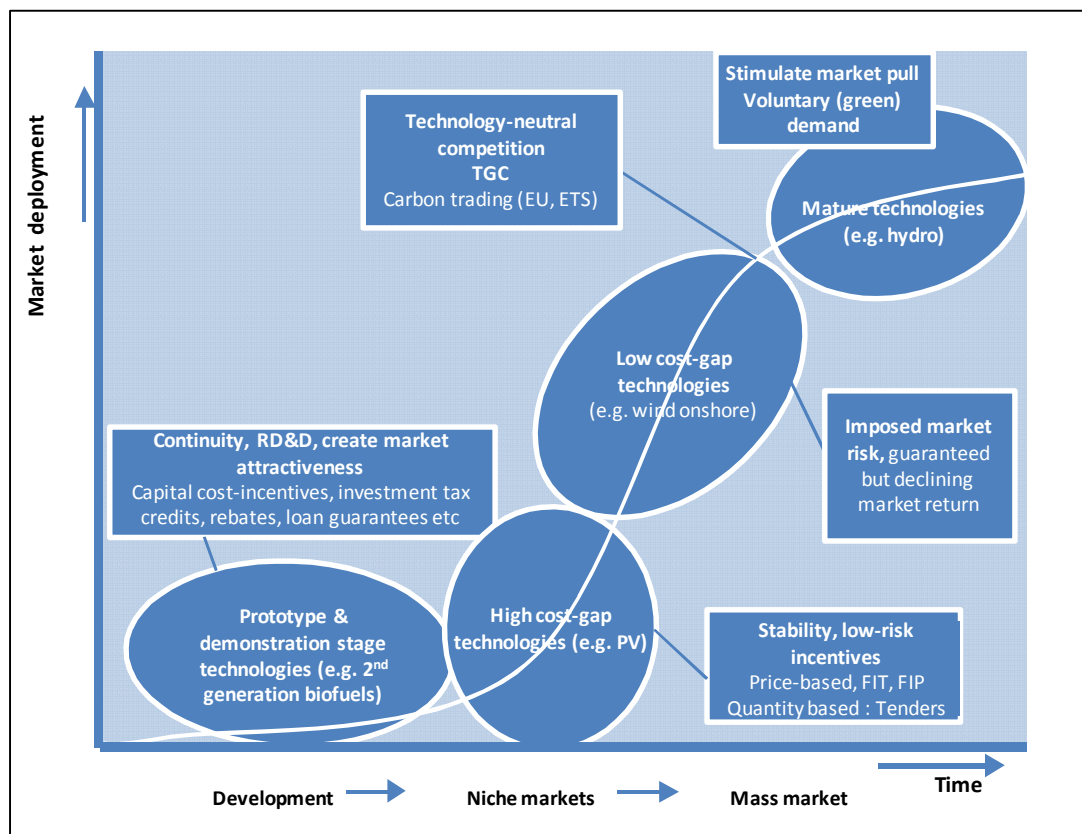 Market deployment
Stimulate market pull
Voluntary (green)
demand
Technology-neutral
competition
TGC
Carbon trading (EU, ETS)
Mature technologies
(e.g. hydro)
Low cost-gap
technologies
(e.g. wind onshore)
Imposed market
risk, guaranteed
but declining
market return
Continuity, RD&D, create market
attractiveness
Capital cost-incentives, investment tax
credits, rebates, loan guarantees etc
Prototype &
demonstration stage
technologies (e.g. 2nd
generation biofuels)
High cost-gap
technologies (e.g. PV)
Stability, low-risk
incentives
Price-based, FIT, FIP
Quantity based : Tenders
Development
Niche markets
Mass market
Time